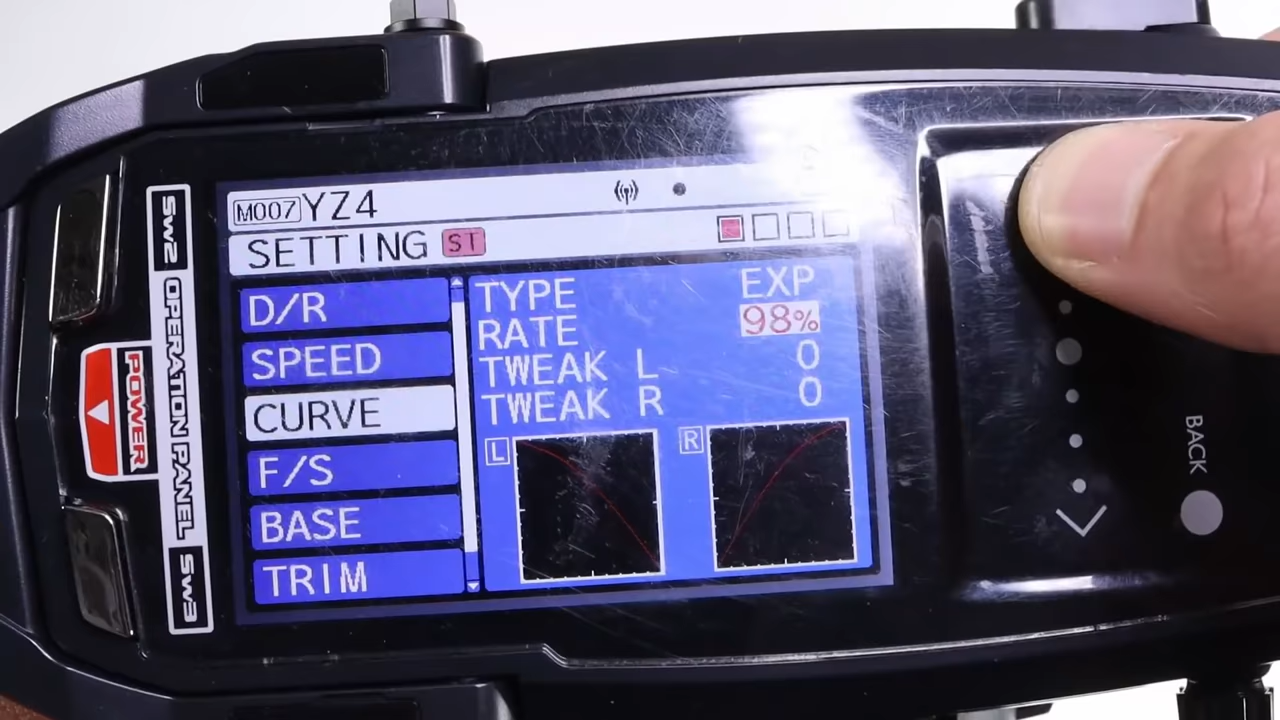 M007 YZ4
SETTING ST
D/R
SPEED
CURVE
F/S
BASE
TRIM
TYPE EXP
RATE 98%
TWEAK L 0
TWEAK R 0
L
R
SW2 OPERATION PANEL SW3
POWER
BACK